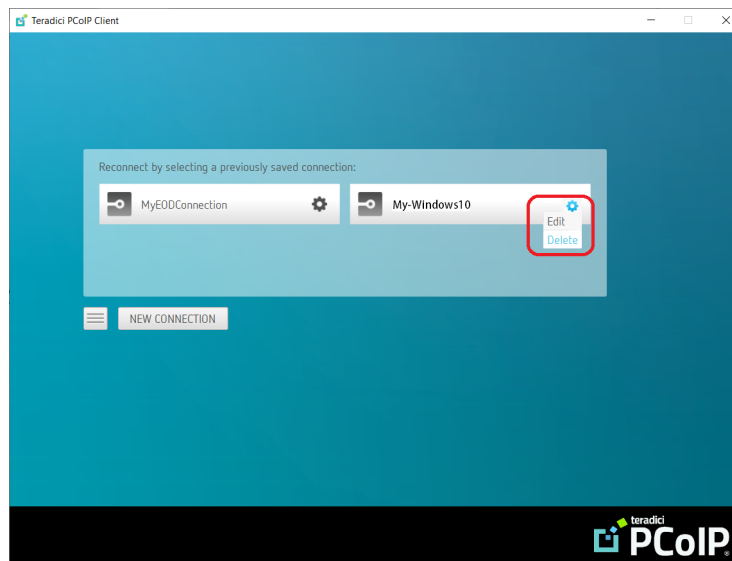 Teradici PCoIP Client
Reconnect by selecting a previously saved connection:
MyEODConnection
My-Windows10
Edit
Delete
NEW CONNECTION
teradici
PCoIP®